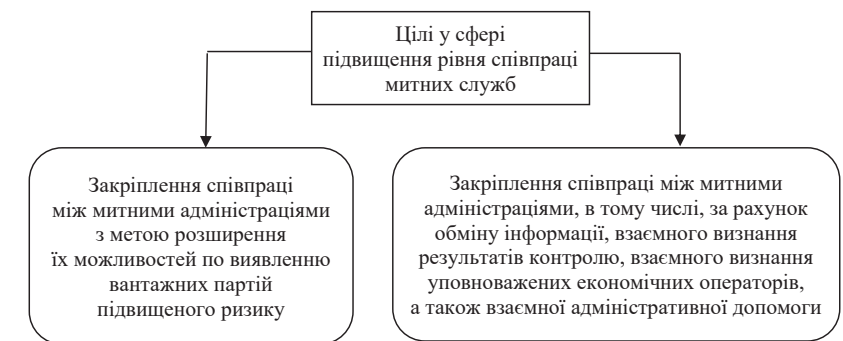 Цілі у сфері
підвищення рівня співпраці
митних служб
Закріплення співпраці
між митними адміністраціями
з метою розширення
їх можливостей по виявленню
вантажних партій
підвищеного ризику
Закріплення співпраці між митними
адміністраціями, в тому числі, за рахунок
обміну інформації, взаємного визнання
результатів контролю, взаємного визнання
уповноважених економічних операторів,
а також взаємної адміністративної допомоги